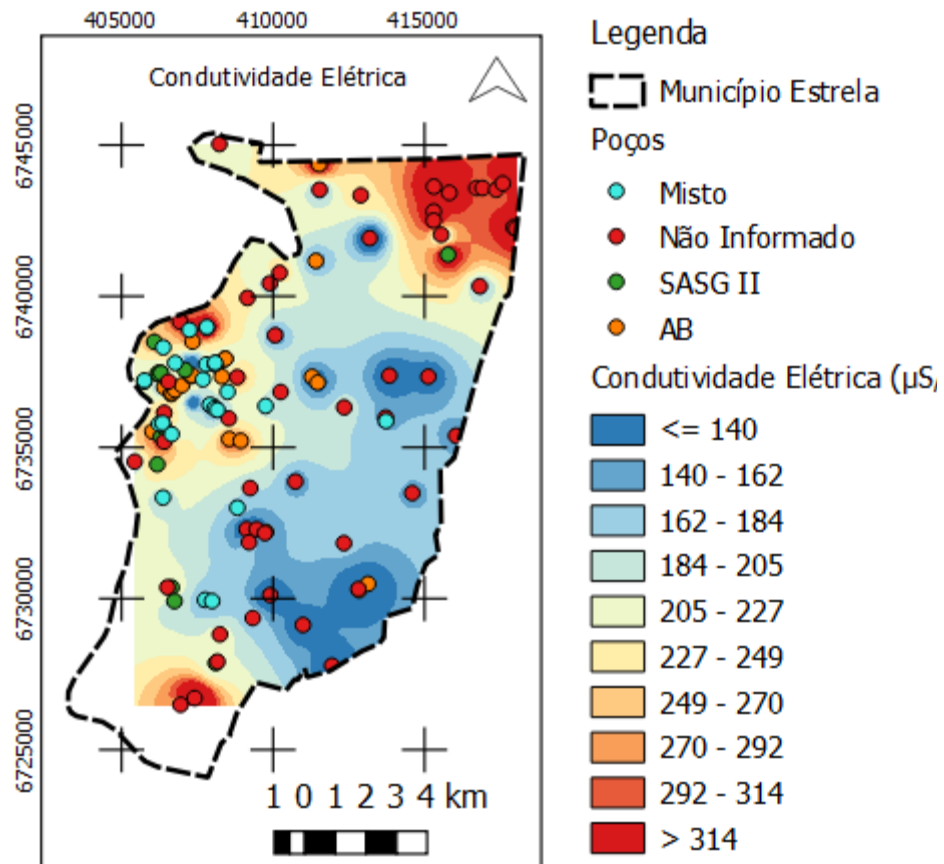 405000 410000 415000
Condutividade Elétrica
6745000
6740000
6735000
6730000
6725000
1 0 1 2 3 4 km
Legenda
Município Estrela
Poços
Misto
Não Informado
SASG II
AB
Condutividade Elétrica (µS/
<= 140
140 - 162
162 - 184
184 - 205
205 - 227
227 - 249
249 - 270
270 - 292
292 - 314
> 314